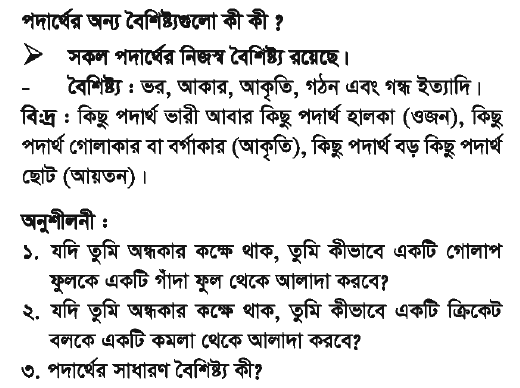 পদার্থের অন্য বৈশিষ্ট্যগুলো কী কী ?
➤ সকল পদার্থের নিজস্ব বৈশিষ্ট্য রয়েছে।
- বৈশিষ্ট্য : ভর, আকার, আকৃতি, গঠন এবং গন্ধ ইত্যাদি।
বি:দ্র : কিছু পদার্থ ভারী আবার কিছু পদার্থ হালকা (ওজন), কিছু
পদার্থ গোলাকার বা বর্গাকার (আকৃতি), কিছু পদার্থ বড় কিছু পদার্থ
ছোট (আয়তন)।
অনুশীলনী :
১. যদি তুমি অন্ধকার কক্ষে থাক, তুমি কীভাবে একটি গোলাপ
ফুলকে একটি গাঁদা ফুল থেকে আলাদা করবে?
২. যদি তুমি অন্ধকার কক্ষে থাক, তুমি কীভাবে একটি ক্রিকেট
বলকে একটি কমলা থেকে আলাদা করবে?
৩. পদার্থের সাধারণ বৈশিষ্ট্য কী?